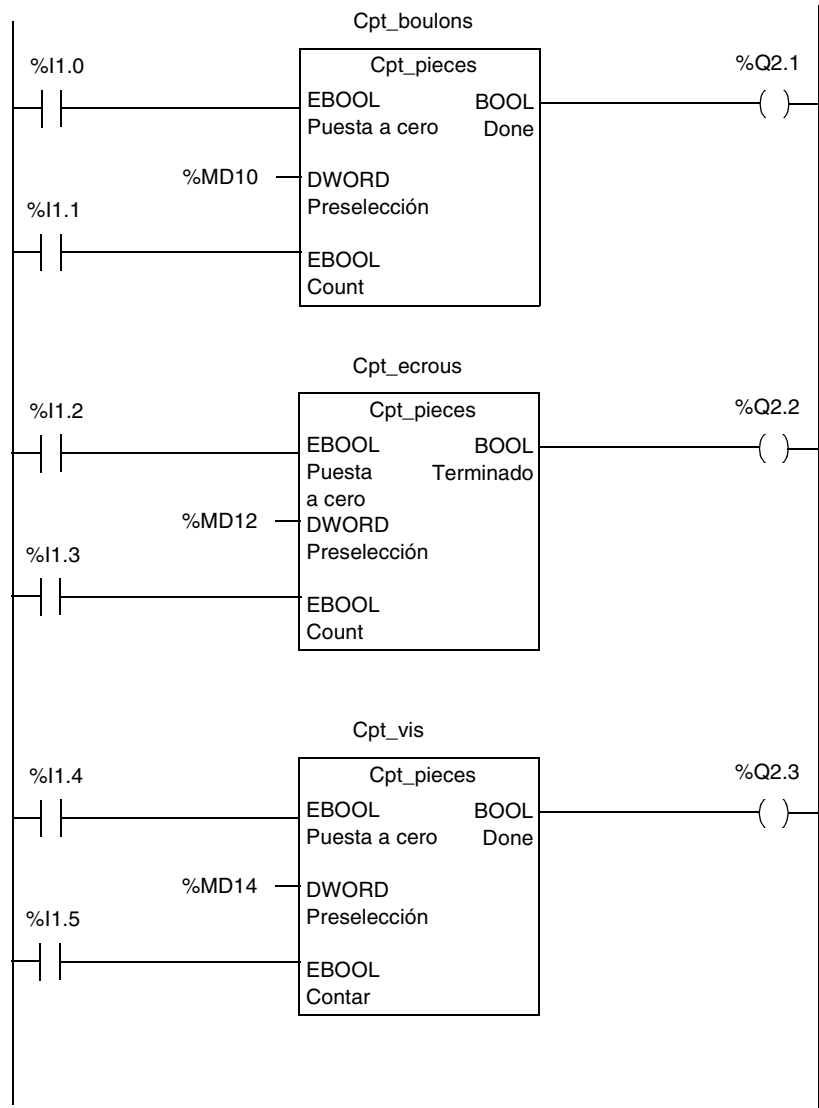 Cpt_boulons
%I1.0
Cpt_pieces
%Q2.1
EBOOL BOOL
Puesta a cero Done
%MD10
DWORD
Preselección
%I1.1
EBOOL
Count
Cpt_ecrous
%I1.2
Cpt_pieces
%Q2.2
EBOOL BOOL
Puesta Terminado
a cero
%MD12
DWORD
Preselección
%I1.3
EBOOL
Count
Cpt_vis
%I1.4
Cpt_pieces
%Q2.3
EBOOL BOOL
Puesta a cero Done
%MD14
DWORD
Preselección
%I1.5
EBOOL
Contar